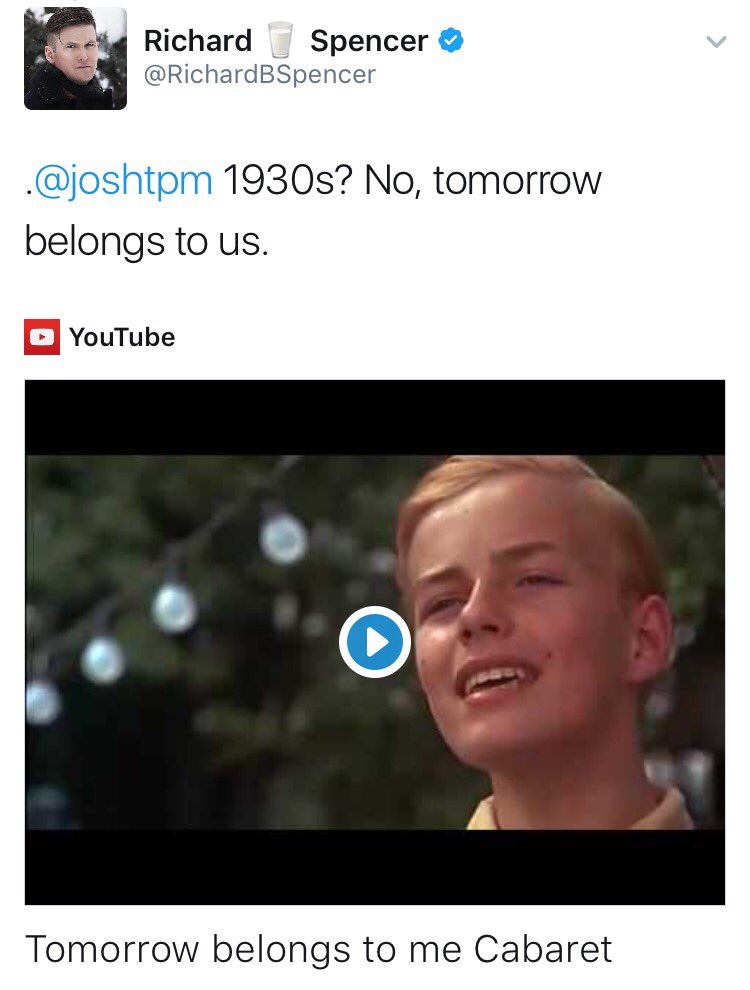 Richard 🥛 Spencer
@RichardBSpencer
.@joshtpm 1930s? No, tomorrow
belongs to us.
YouTube
Tomorrow belongs to me Cabaret